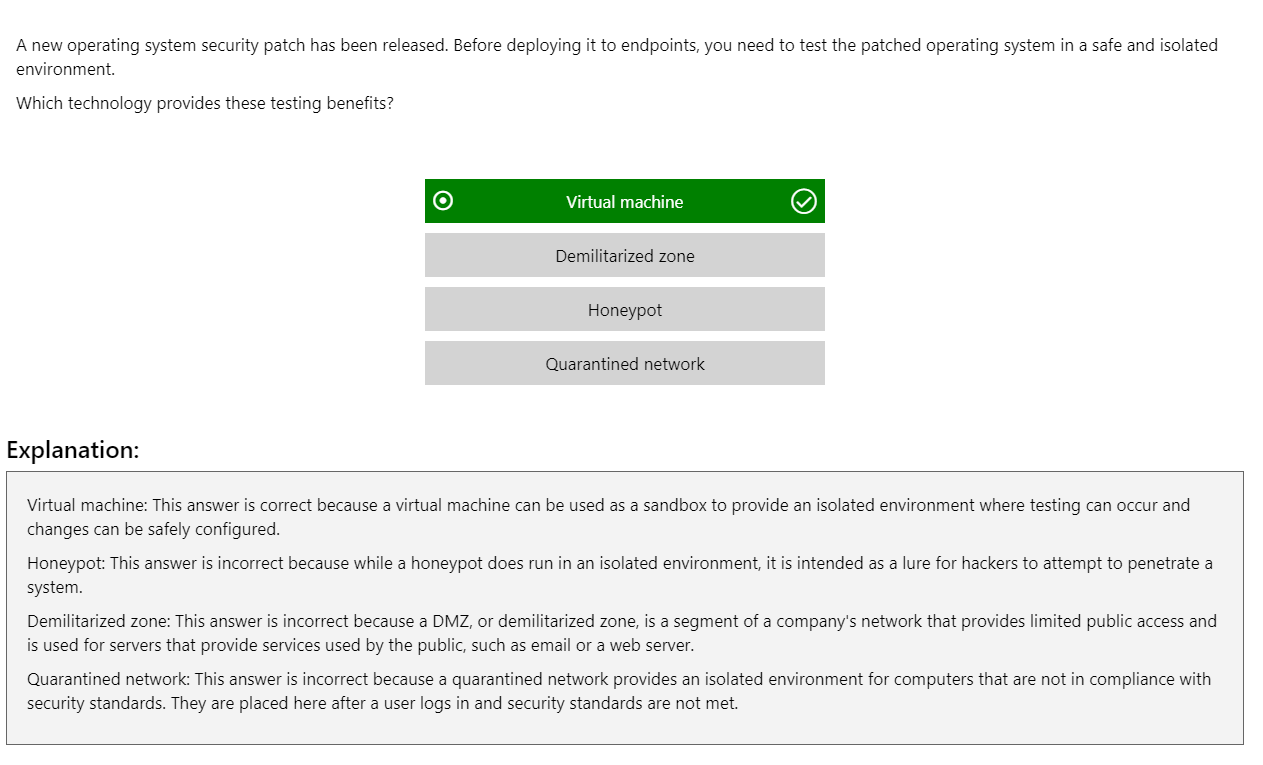 A new operating system security patch has been released. Before deploying it to endpoints, you need to test the patched operating system in a safe and isolated
environment.
Which technology provides these testing benefits?
Virtual machine
Demilitarized zone
Honeypot
Quarantined network
Explanation:
Virtual machine: This answer is correct because a virtual machine can be used as a sandbox to provide an isolated environment where testing can occur and
changes can be safely configured.
Honeypot: This answer is incorrect because while a honeypot does run in an isolated environment, it is intended as a lure for hackers to attempt to penetrate a
system.
Demilitarized zone: This answer is incorrect because a DMZ, or demilitarized zone, is a segment of a company's network that provides limited public access and
is used for servers that provide services used by the public, such as email or a web server.
Quarantined network: This answer is incorrect because a quarantined network provides an isolated environment for computers that are not in compliance with
security standards. They are placed here after a user logs in and security standards are not met.